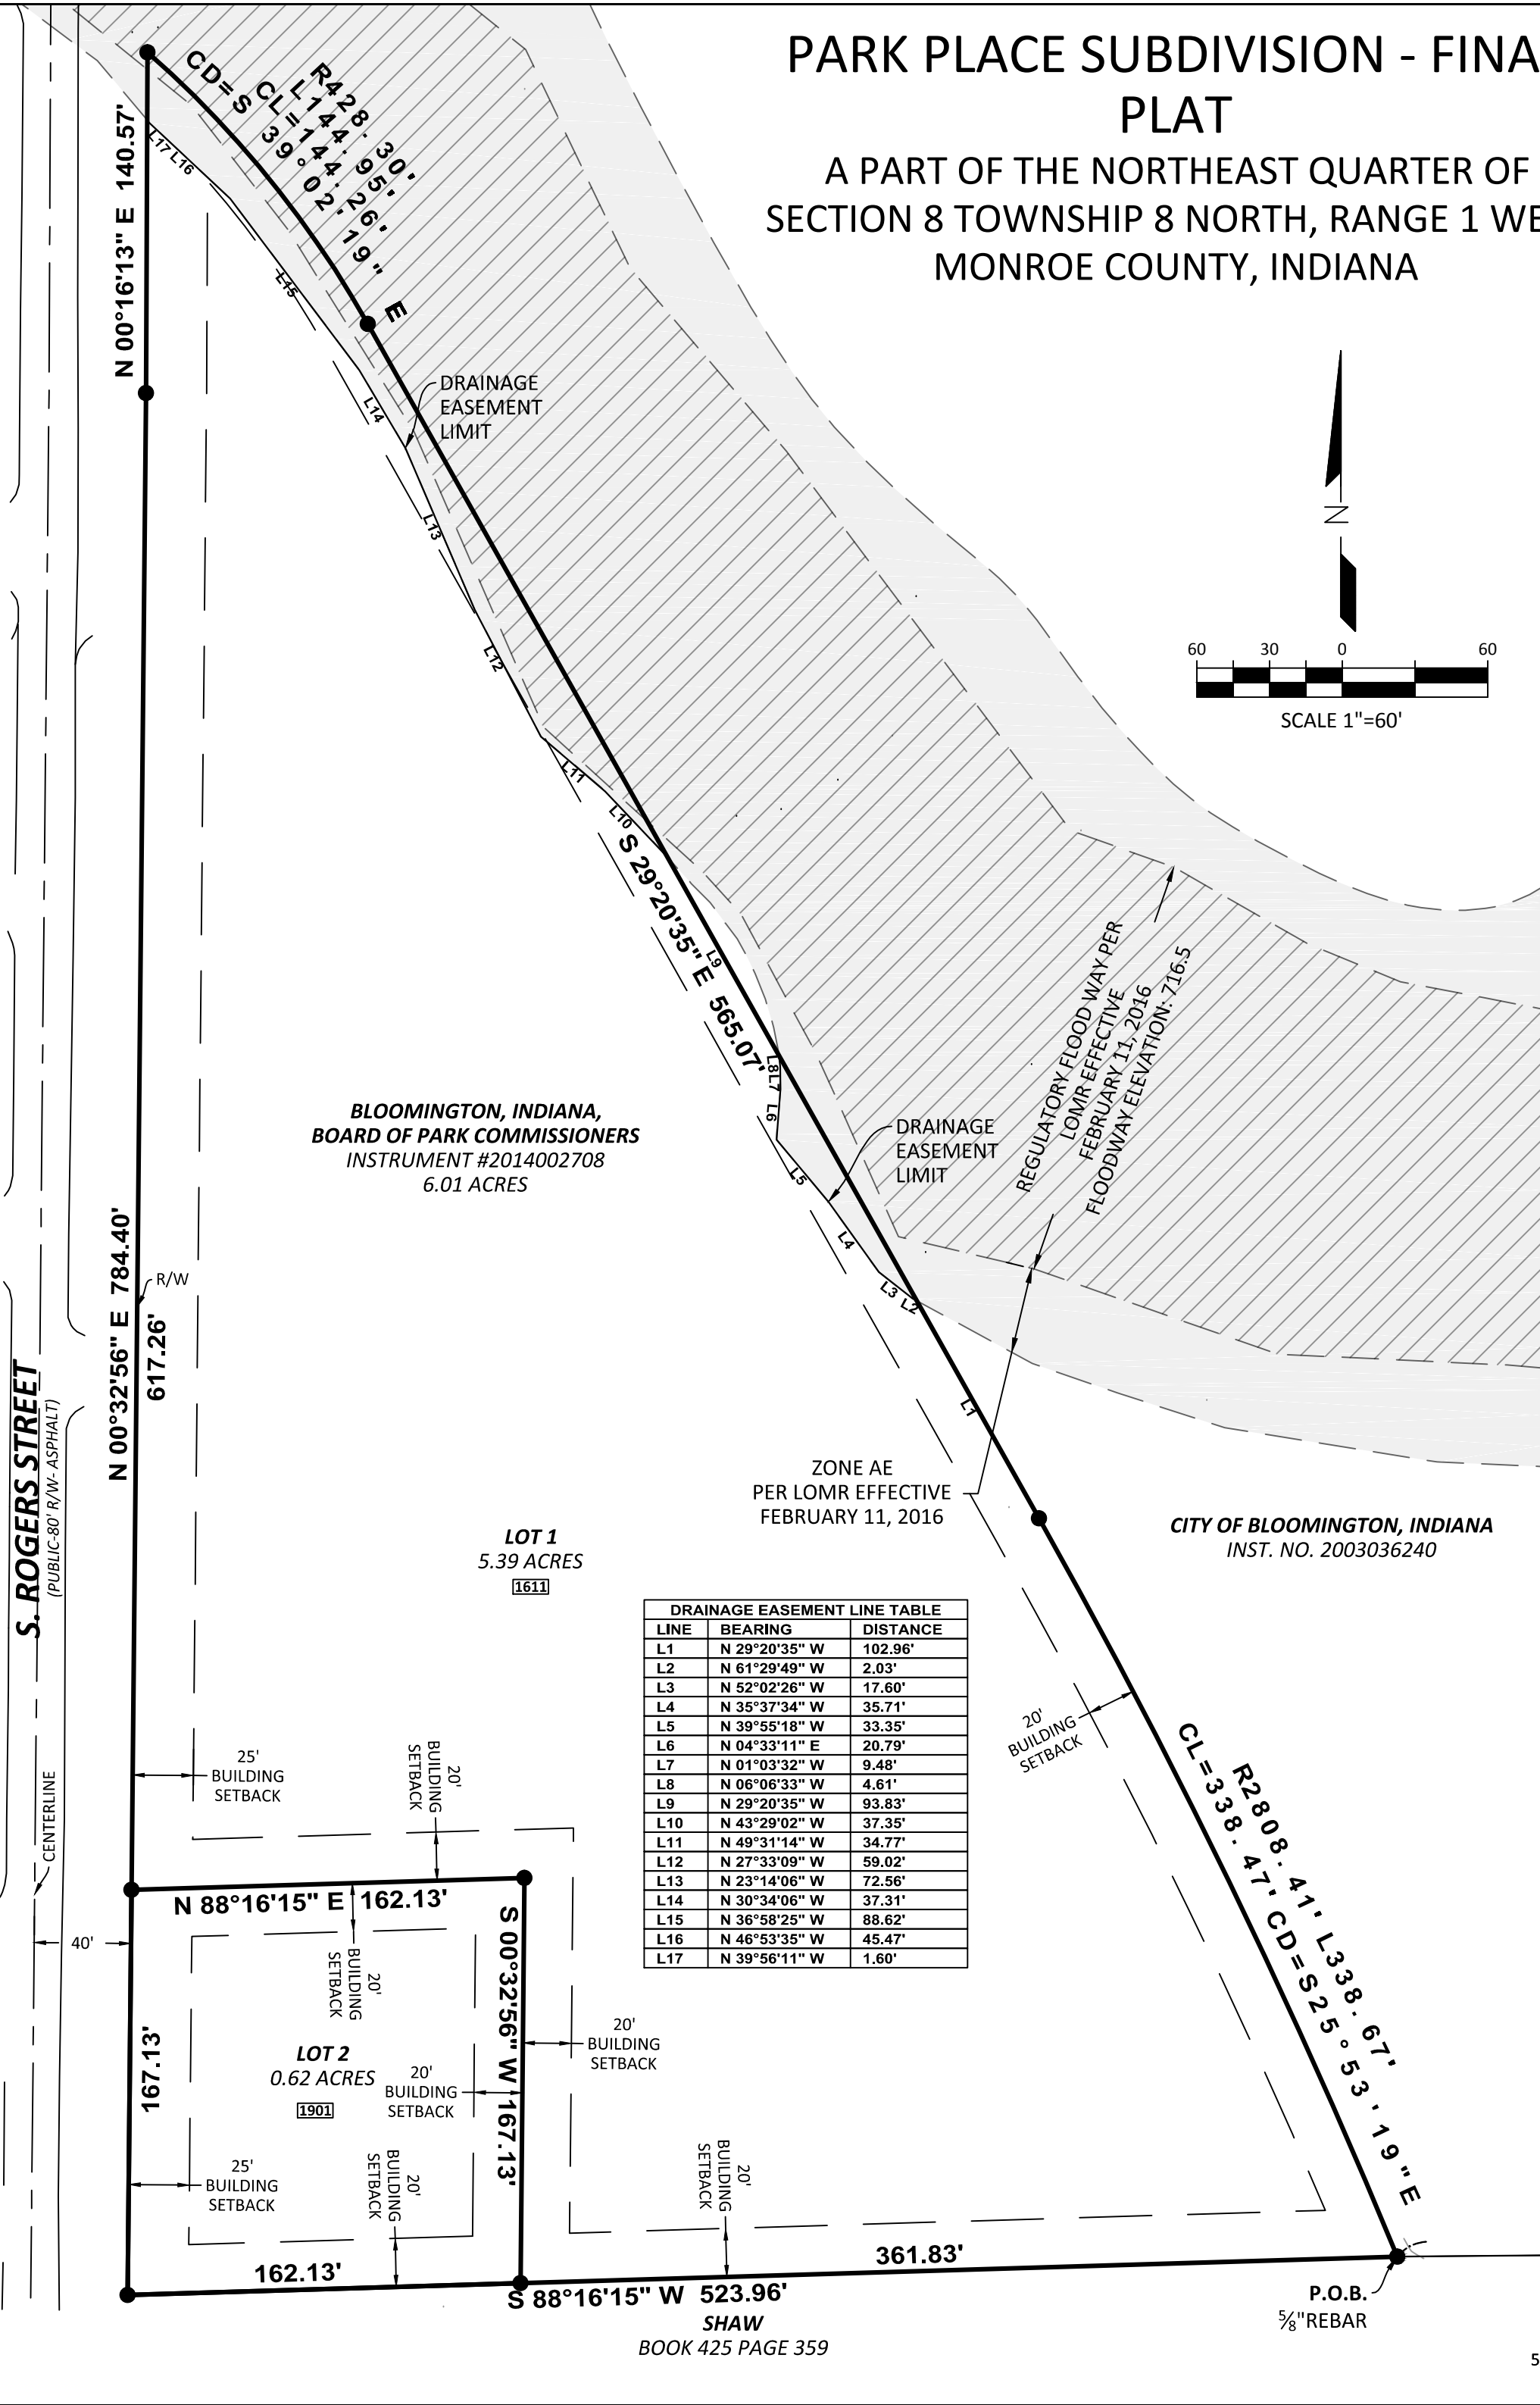 PARK PLACE SUBDIVISION - FINA
PLAT
A PART OF THE NORTHEAST QUARTER OF
SECTION 8 TOWNSHIP 8 NORTH, RANGE 1 WE
MONROE COUNTY, INDIANA
R428.30'
L144.95'
CL=144.26'
CD=S 39°02'19" E
N 00°16'13" E 140.57'
L17
L16
L15
L14
DRAINAGE
EASEMENT
LIMIT
L13
L12
L11
L10
N
60 30 0 60
SCALE 1"=60'
S 29°20'35" E 565.07'
L9
L8
L7
L6
L5
L4
L3
L2
L1
DRAINAGE
EASEMENT
LIMIT
REGULATORY FLOOD WAY PER
LOMR EFFECTIVE
FEBRUARY 11, 2016
FLOODWAY ELEVATION: 716.5
BLOOMINGTON, INDIANA,
BOARD OF PARK COMMISSIONERS
INSTRUMENT #2014002708
6.01 ACRES
N 00°32'56" E 784.40'
617.26'
R/W
S. ROGERS STREET
(PUBLIC-80' R/W- ASPHALT)
ZONE AE
PER LOMR EFFECTIVE
FEBRUARY 11, 2016
CITY OF BLOOMINGTON, INDIANA
INST. NO. 2003036240
LOT 1
5.39 ACRES
1611
DRAINAGE EASEMENT LINE TABLE
LINE BEARING DISTANCE
L1 N 29°20'35" W 102.96'
L2 N 61°29'49" W 2.03'
L3 N 52°02'26" W 17.60'
L4 N 35°37'34" W 35.71'
L5 N 39°55'18" W 33.35'
L6 N 04°33'11" E 20.79'
L7 N 01°03'32" W 9.48'
L8 N 06°06'33" W 4.61'
L9 N 29°20'35" W 93.83'
L10 N 43°29'02" W 37.35'
L11 N 49°31'14" W 34.77'
L12 N 27°33'09" W 59.02'
L13 N 23°14'06" W 72.56'
L14 N 30°34'06" W 37.31'
L15 N 36°58'25" W 88.62'
L16 N 46°53'35" W 45.47'
L17 N 39°56'11" W 1.60'
20'
BUILDING
SETBACK
R2808.41' L338.67'
CL=338.47' CD=S25°53'19"E
25'
BUILDING
SETBACK
20'
BUILDING
SETBACK
CENTERLINE
40'
N 88°16'15" E 162.13'
20'
BUILDING
SETBACK
S 00°32'56" W 167.13'
20'
BUILDING
SETBACK
167.13'
LOT 2
0.62 ACRES
1901
20'
BUILDING
SETBACK
25'
BUILDING
SETBACK
20'
BUILDING
SETBACK
20'
BUILDING
SETBACK
162.13'
361.83'
S 88°16'15" W 523.96'
SHAW
BOOK 425 PAGE 359
P.O.B.
5/8"REBAR
5